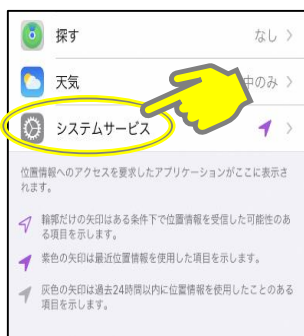 探す
なし
天気
中のみ
システムサービス
位置情報へのアクセスを要求したアプリケーションがここに表示さ
れます。
輪郭だけの矢印はある条件下で位置情報を受信した可能性のあ
る項目を示します。
紫色の矢印は最近位置情報を使用した項目を示します。
灰色の矢印は過去24時間以内に位置情報を使用したことのある
項目を示します。